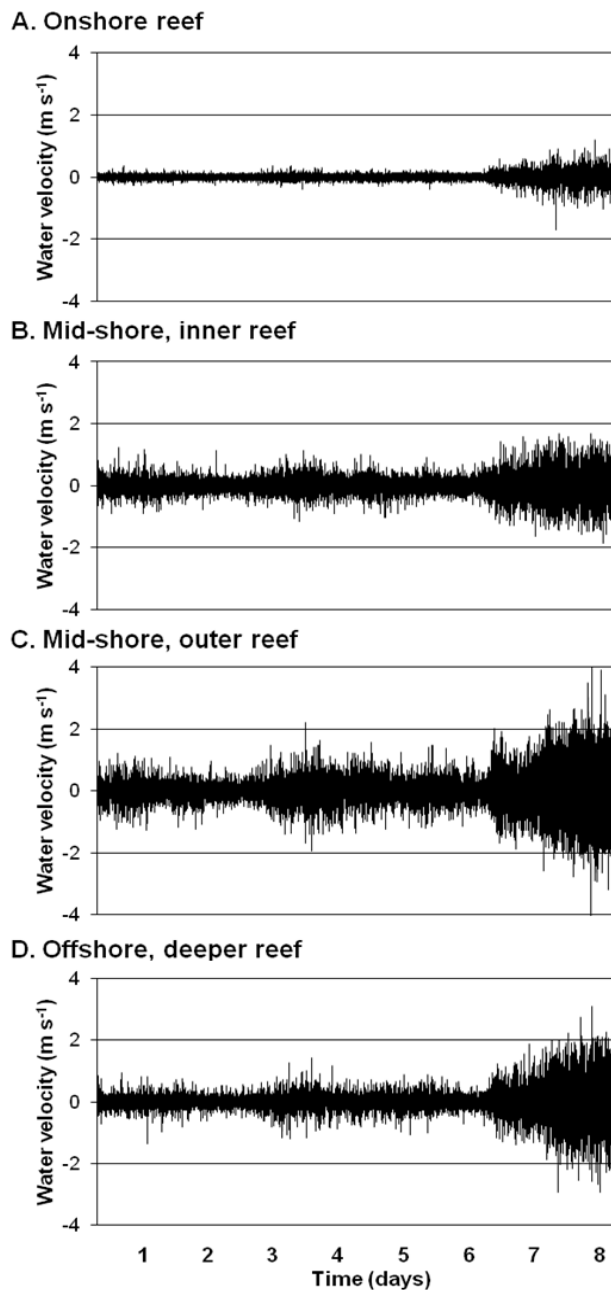 A. Onshore reef
Water velocity (m s-1)
4
2
0
-2
-4
B. Mid-shore, inner reef
Water velocity (m s-1)
4
2
0
-2
-4
C. Mid-shore, outer reef
Water velocity (m s-1)
4
2
0
-2
-4
D. Offshore, deeper reef
Water velocity (m s-1)
4
2
0
-2
-4
1 2 3 4 5 6 7 8
Time (days)